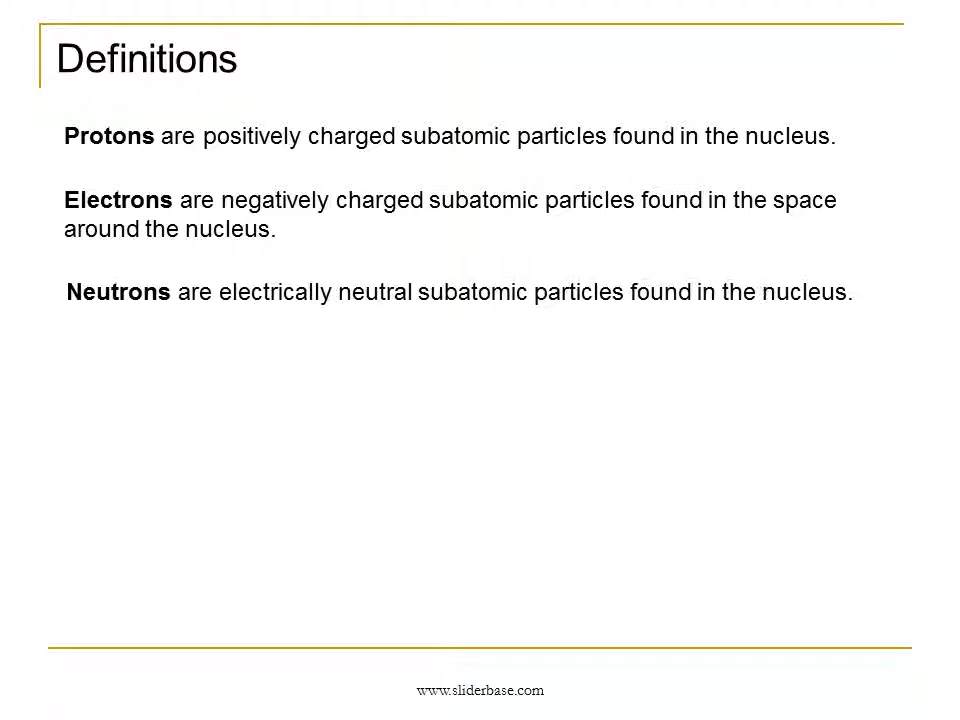 Definitions
Protons are positively charged subatomic particles found in the nucleus.
Electrons are negatively charged subatomic particles found in the space
around the nucleus.
Neutrons are electrically neutral subatomic particles found in the nucleus.
www.sliderbase.com